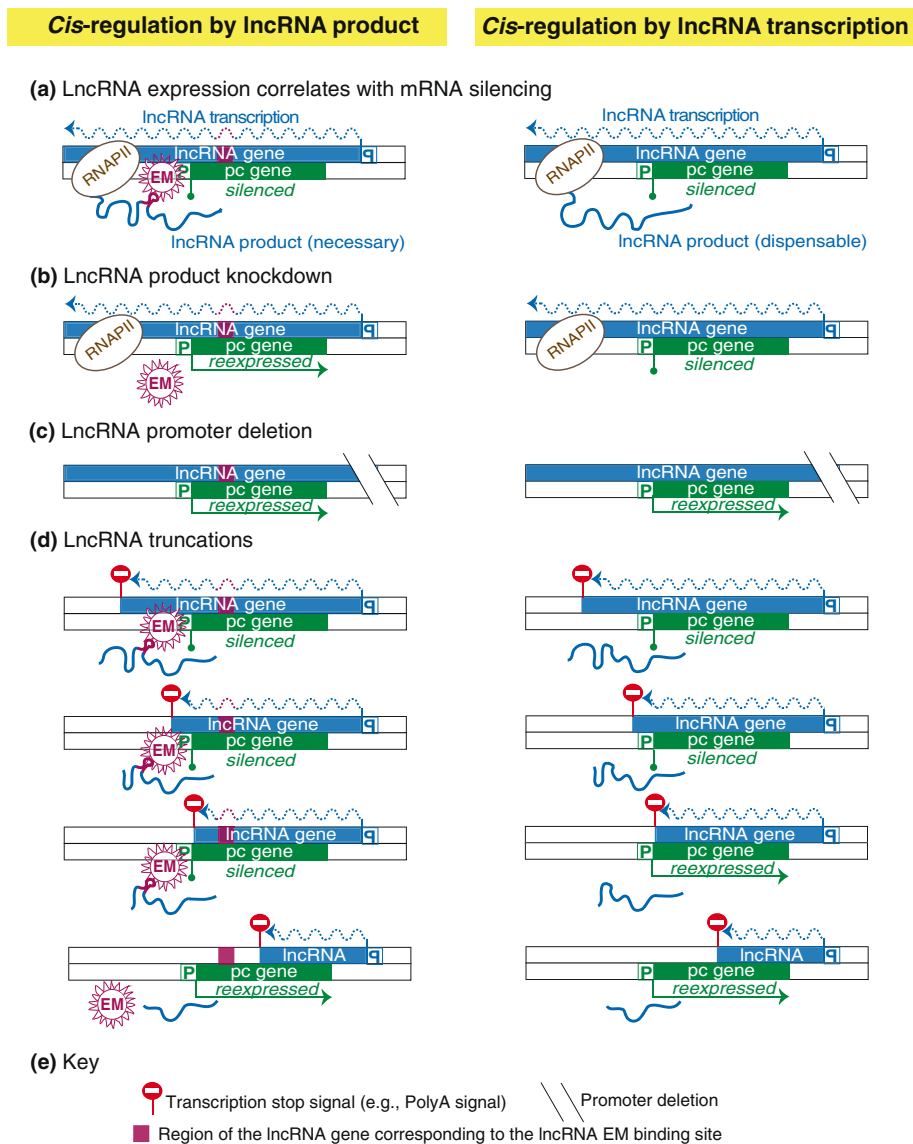 Cis-regulation by lncRNA product
Cis-regulation by lncRNA transcription
(a) LncRNA expression correlates with mRNA silencing
lncRNA transcription
lncRNA gene
P
RNAPII
EM
P
pc gene
silenced
lncRNA product (necessary)
lncRNA transcription
lncRNA gene
P
RNAPII
P
pc gene
silenced
lncRNA product (dispensable)
(b) LncRNA product knockdown
lncRNA gene
P
RNAPII
P
pc gene
reexpressed
EM
lncRNA gene
P
RNAPII
P
pc gene
silenced
(c) LncRNA promoter deletion
lncRNA gene
P
pc gene
reexpressed
lncRNA gene
P
pc gene
reexpressed
(d) LncRNA truncations
lncRNA gene
P
EM
P
pc gene
silenced
lncRNA gene
P
P
pc gene
silenced
lncRNA gene
P
EM
P
pc gene
silenced
lncRNA gene
P
P
pc gene
silenced
lncRNA gene
P
EM
P
pc gene
silenced
lncRNA gene
P
P
pc gene
reexpressed
lncRNA
P
P
pc gene
reexpressed
EM
lncRNA
P
P
pc gene
reexpressed
(e) Key
Transcription stop signal (e.g., PolyA signal)
Promoter deletion
Region of the lncRNA gene corresponding to the lncRNA EM binding site